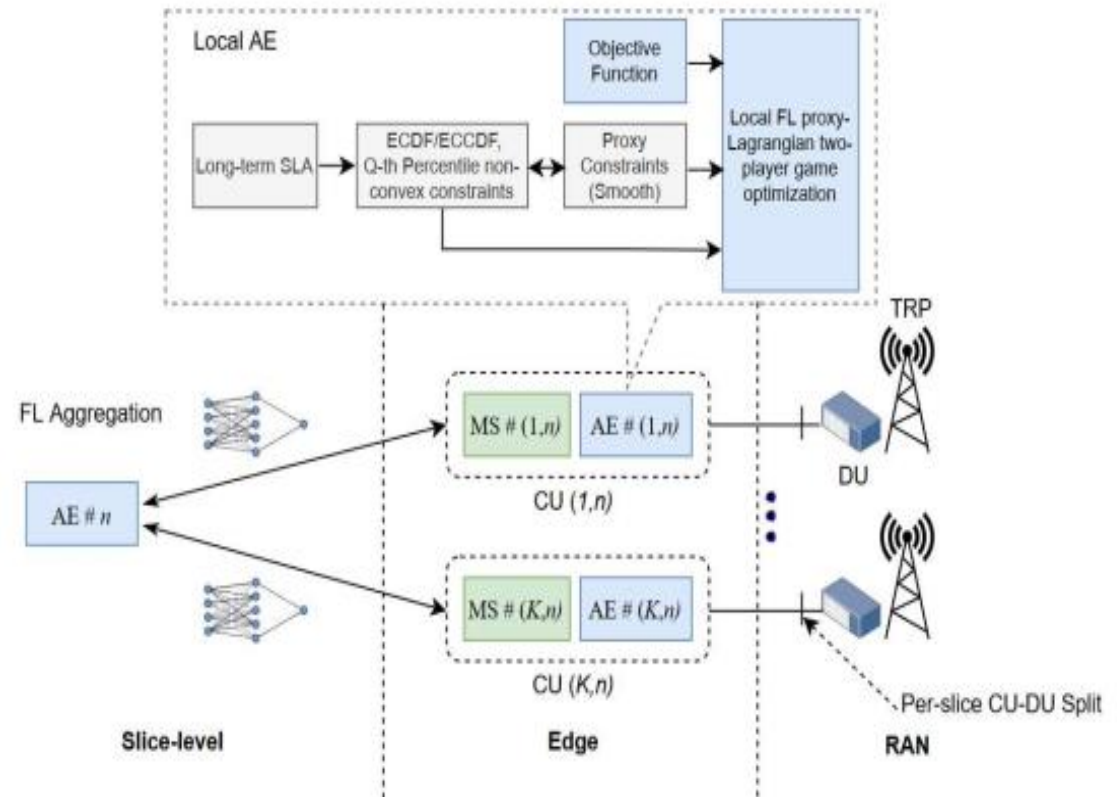 Local AE
Objective
Function
Long-term SLA
ECDF/ECCDF,
Q-th Percentile non-
convex constraints
Proxy
Constraints
(Smooth)
Local FL proxy-
Lagrangian two-
player game
optimization
TRP
FL Aggregation
MS # (1,n)
AE # (1,n)
DU
CU (1,n)
AE # n
MS # (K,n)
AE # (K,n)
CU (K,n)
Per-slice CU-DU Split
Slice-level
Edge
RAN